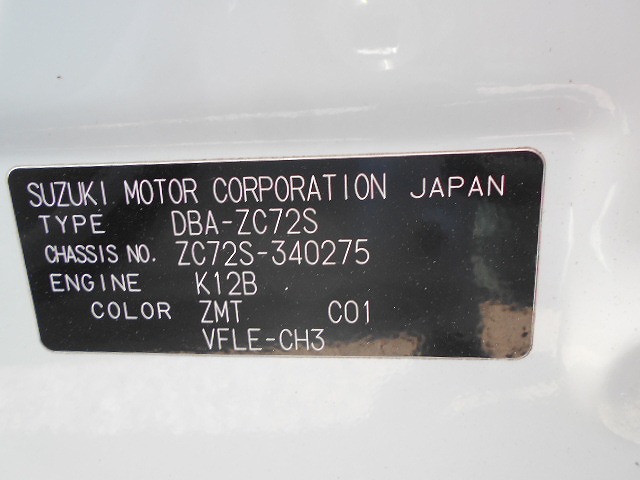 SUZUKI MOTOR CORPORATION JAPAN
TYPE DBA-ZC72S
CHASSIS NO. ZC72S-340275
ENGINE K12B
COLOR ZMT C01
VFLE-CH3